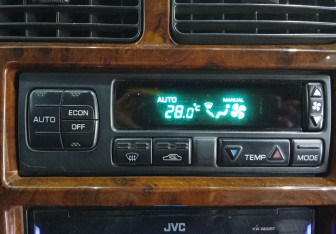 AUTO MANUAL
28.0°C
AUTO ECON
OFF
TEMP MODE
JVC